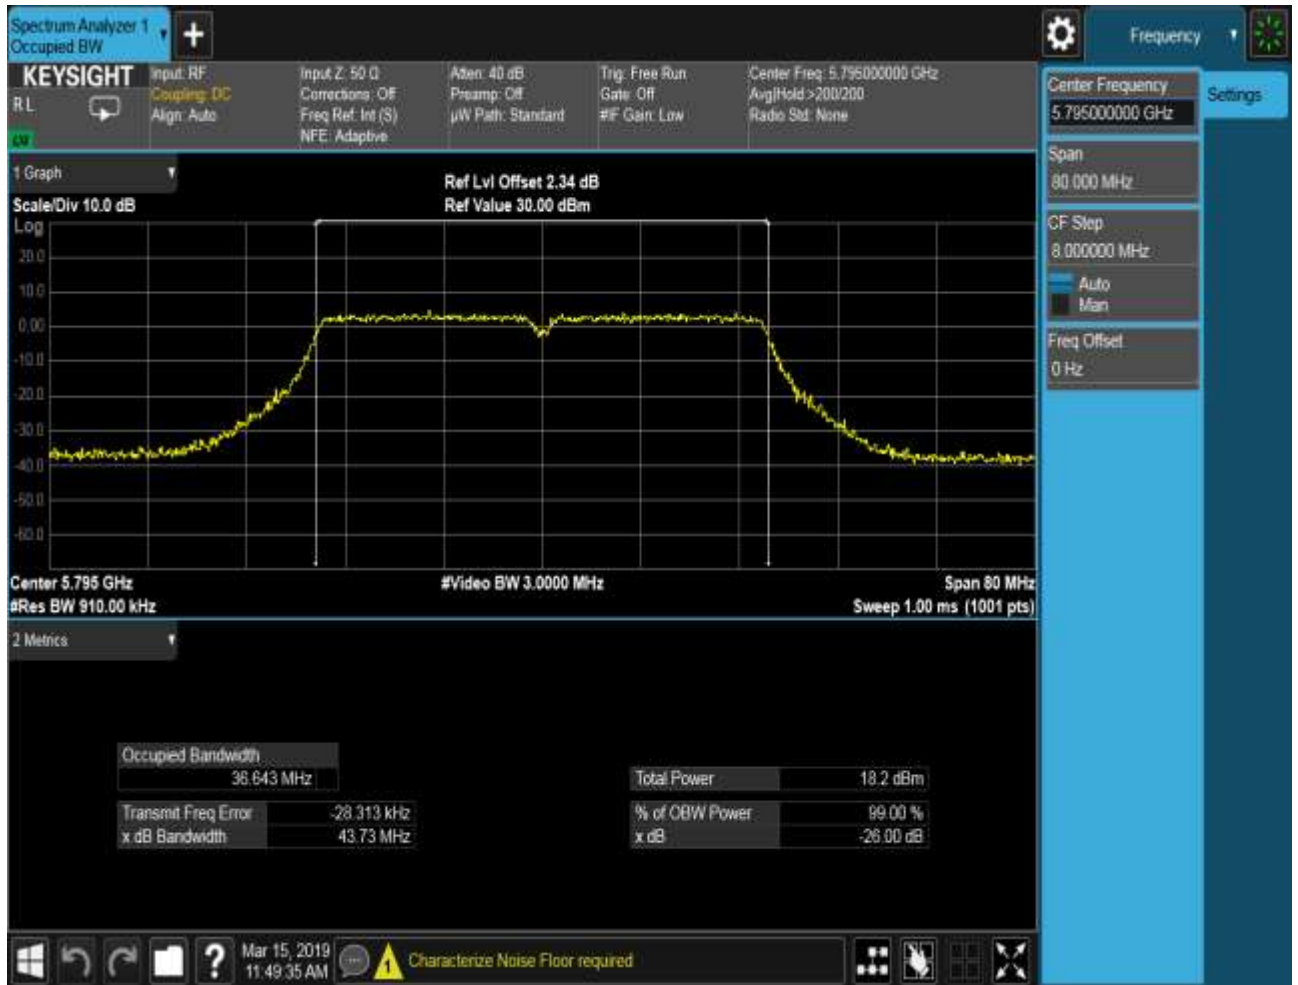 Spectrum Analyzer 1
Occupied BW
Frequency
KEYSIGHT
R L
Input: RF
Coupling: DC
Align: Auto
Input Z: 50 Ω
Corrections: Off
Freq Ref: Int (S)
NFE: Adaptive
Atten: 40 dB
Preamp: Off
µW Path: Standard
Trig: Free Run
Gate: Off
#IF Gain: Low
Center Freq: 5.795000000 GHz
Avg|Hold:>200/200
Radio Std: None
Center Frequency
5.795000000 GHz
Settings
Span
80.000 MHz
CF Step
8.000000 MHz
Auto
Man
Freq Offset
0 Hz
1 Graph
Scale/Div 10.0 dB
Ref Lvl Offset 2.34 dB
Ref Value 30.00 dBm
Log
20.0
10.0
0.00
-10.0
-20.0
-30.0
-40.0
-50.0
-60.0
Center 5.795 GHz
#Video BW 3.0000 MHz
Span 80 MHz
#Res BW 910.00 kHz
Sweep 1.00 ms (1001 pts)
2 Metrics
Occupied Bandwidth
36.643 MHz
Total Power 18.2 dBm
Transmit Freq Error -28.313 kHz
% of OBW Power 99.00 %
x dB Bandwidth 43.73 MHz
x dB -26.00 dB
?
Mar 15, 2019
11:49:35 AM
1
Characterize Noise Floor required